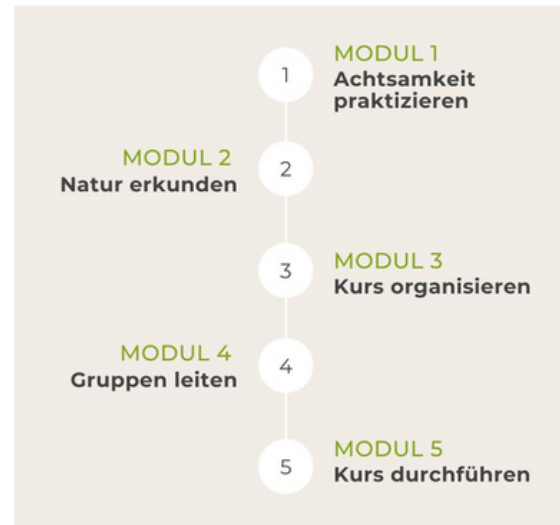 1
MODUL 1
Achtsamkeit
praktizieren
MODUL 2
Natur erkunden
2
3
MODUL 3
Kurs organisieren
MODUL 4
Gruppen leiten
4
5
MODUL 5
Kurs durchführen